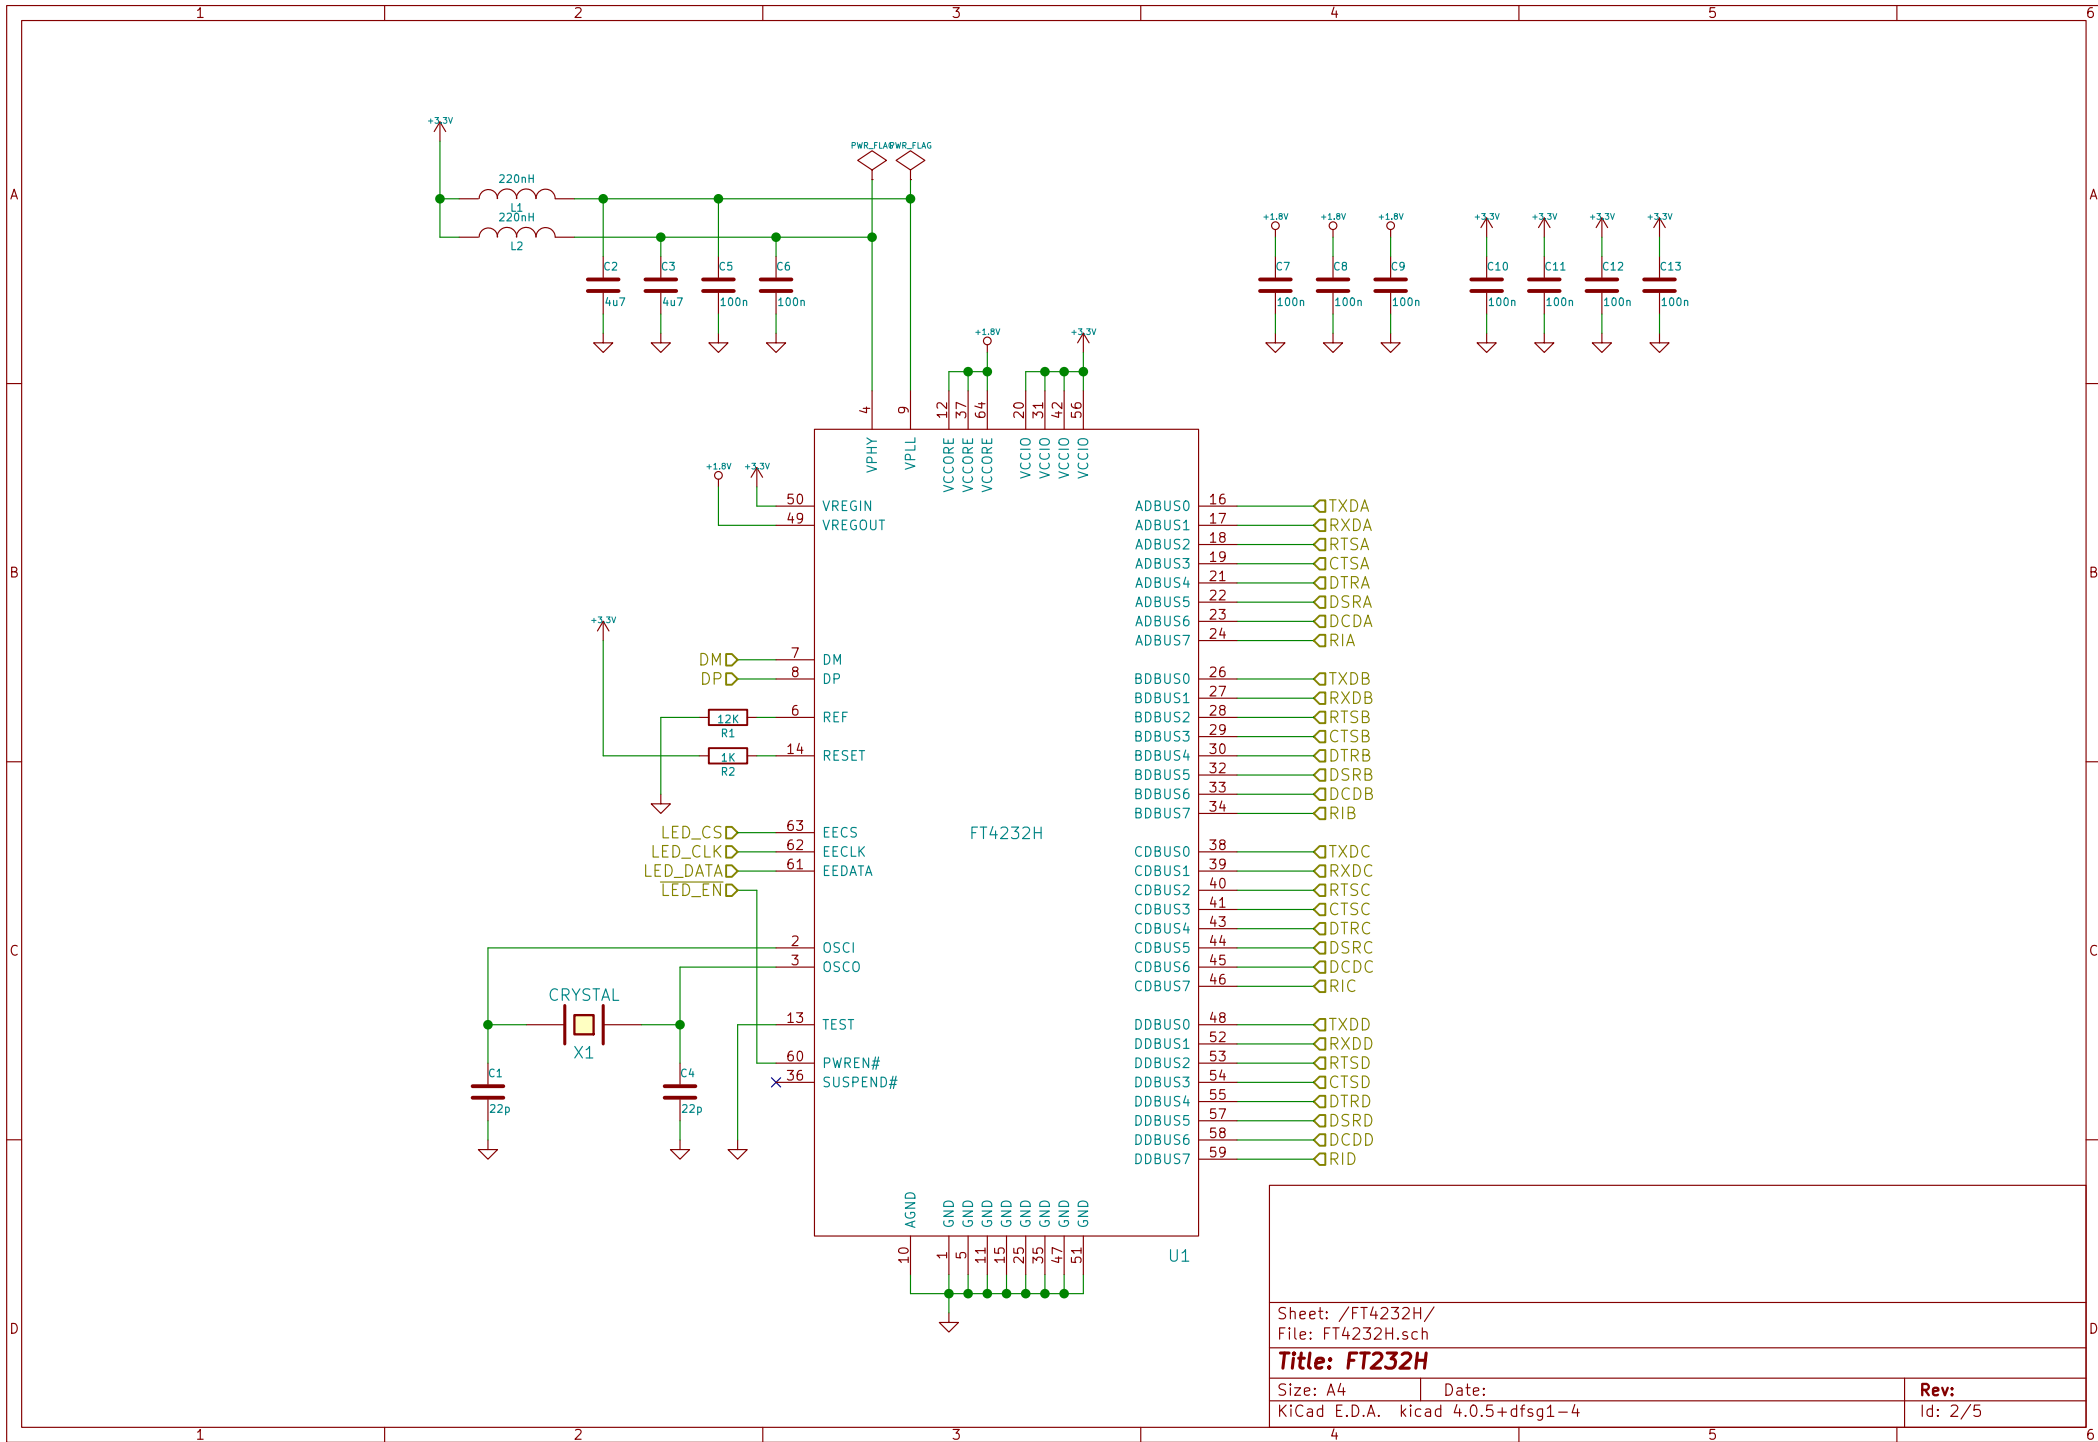 1 2 3 4 5 6
A A
B B
C C
D D
+3.3V
220nH
L1
220nH
L2
PWR_FLAG PWR_FLAG
C2 C3 C5 C6
4u7 4u7 100n 100n
+1.8V +1.8V +1.8V +3.3V +3.3V +3.3V +3.3V
C7 C8 C9 C10 C11 C12 C13
100n 100n 100n 100n 100n 100n 100n
+1.8V +3.3V
4 9 12 37 64 20 31 42 56
VPHY VPLL VCCORE VCCORE VCCORE VCCIO VCCIO VCCIO VCCIO
+1.8V +3.3V
50 VREGIN
49 VREGOUT
+3.3V
DM 7 DM
DP 8 DP
12K 6 REF
R1
1K 14 RESET
R2
LED_CS 63 EECS
LED_CLK 62 EECLK
LED_DATA 61 EEDATA
LED_EN
2 OSCI
3 OSCO
CRYSTAL
X1
13 TEST
60 PWREN#
36 SUSPEND#
C1 C4
22p 22p
FT4232H
ADBUS0 16 TXDA
ADBUS1 17 RXDA
ADBUS2 18 RTSA
ADBUS3 19 CTSA
ADBUS4 21 DTRA
ADBUS5 22 DSRA
ADBUS6 23 DCDA
ADBUS7 24 RIA
BDBUS0 26 TXDB
BDBUS1 27 RXDB
BDBUS2 28 RTSB
BDBUS3 29 CTSB
BDBUS4 30 DTRB
BDBUS5 32 DSRB
BDBUS6 33 DCDB
BDBUS7 34 RIB
CDBUS0 38 TXDC
CDBUS1 39 RXDC
CDBUS2 40 RTSC
CDBUS3 41 CTSC
CDBUS4 43 DTRC
CDBUS5 44 DSRC
CDBUS6 45 DCDC
CDBUS7 46 RIC
DDBUS0 48 TXDD
DDBUS1 52 RXDD
DDBUS2 53 RTSD
DDBUS3 54 CTSD
DDBUS4 55 DTRD
DDBUS5 57 DSRD
DDBUS6 58 DCDD
DDBUS7 59 RID
AGND GND GND GND GND GND GND GND GND
10 1 5 11 15 25 35 47 51
U1
Sheet: /FT4232H/
File: FT4232H.sch
Title: FT232H
Size: A4 Date: Rev:
KiCad E.D.A. kicad 4.0.5+dfsg1-4 Id: 2/5
1 2 3 4 5 6